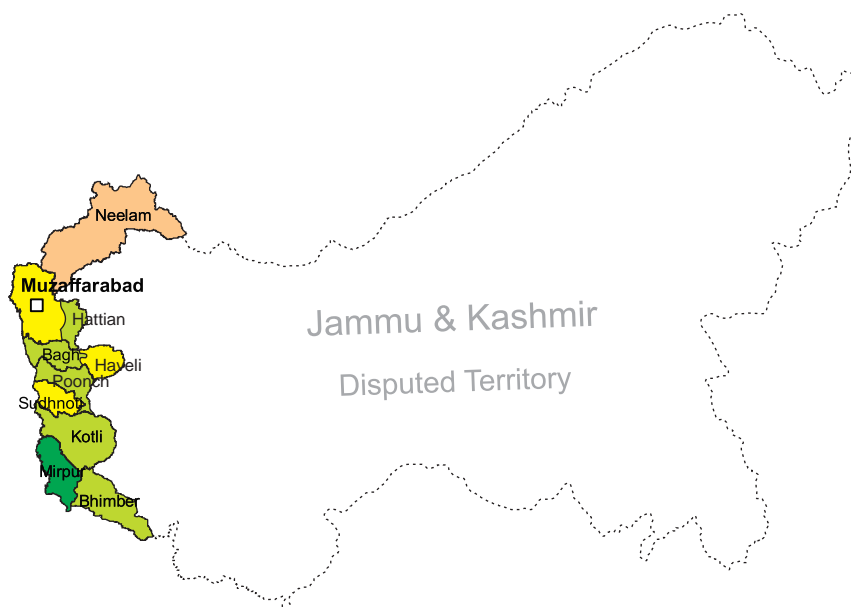 Neelam
Muzaffarabad
Hattian
Jammu & Kashmir
Bagh
Haveli
Poonch
Disputed Territory
Sudhnoti
Kotli
Mirpur
Bhimber